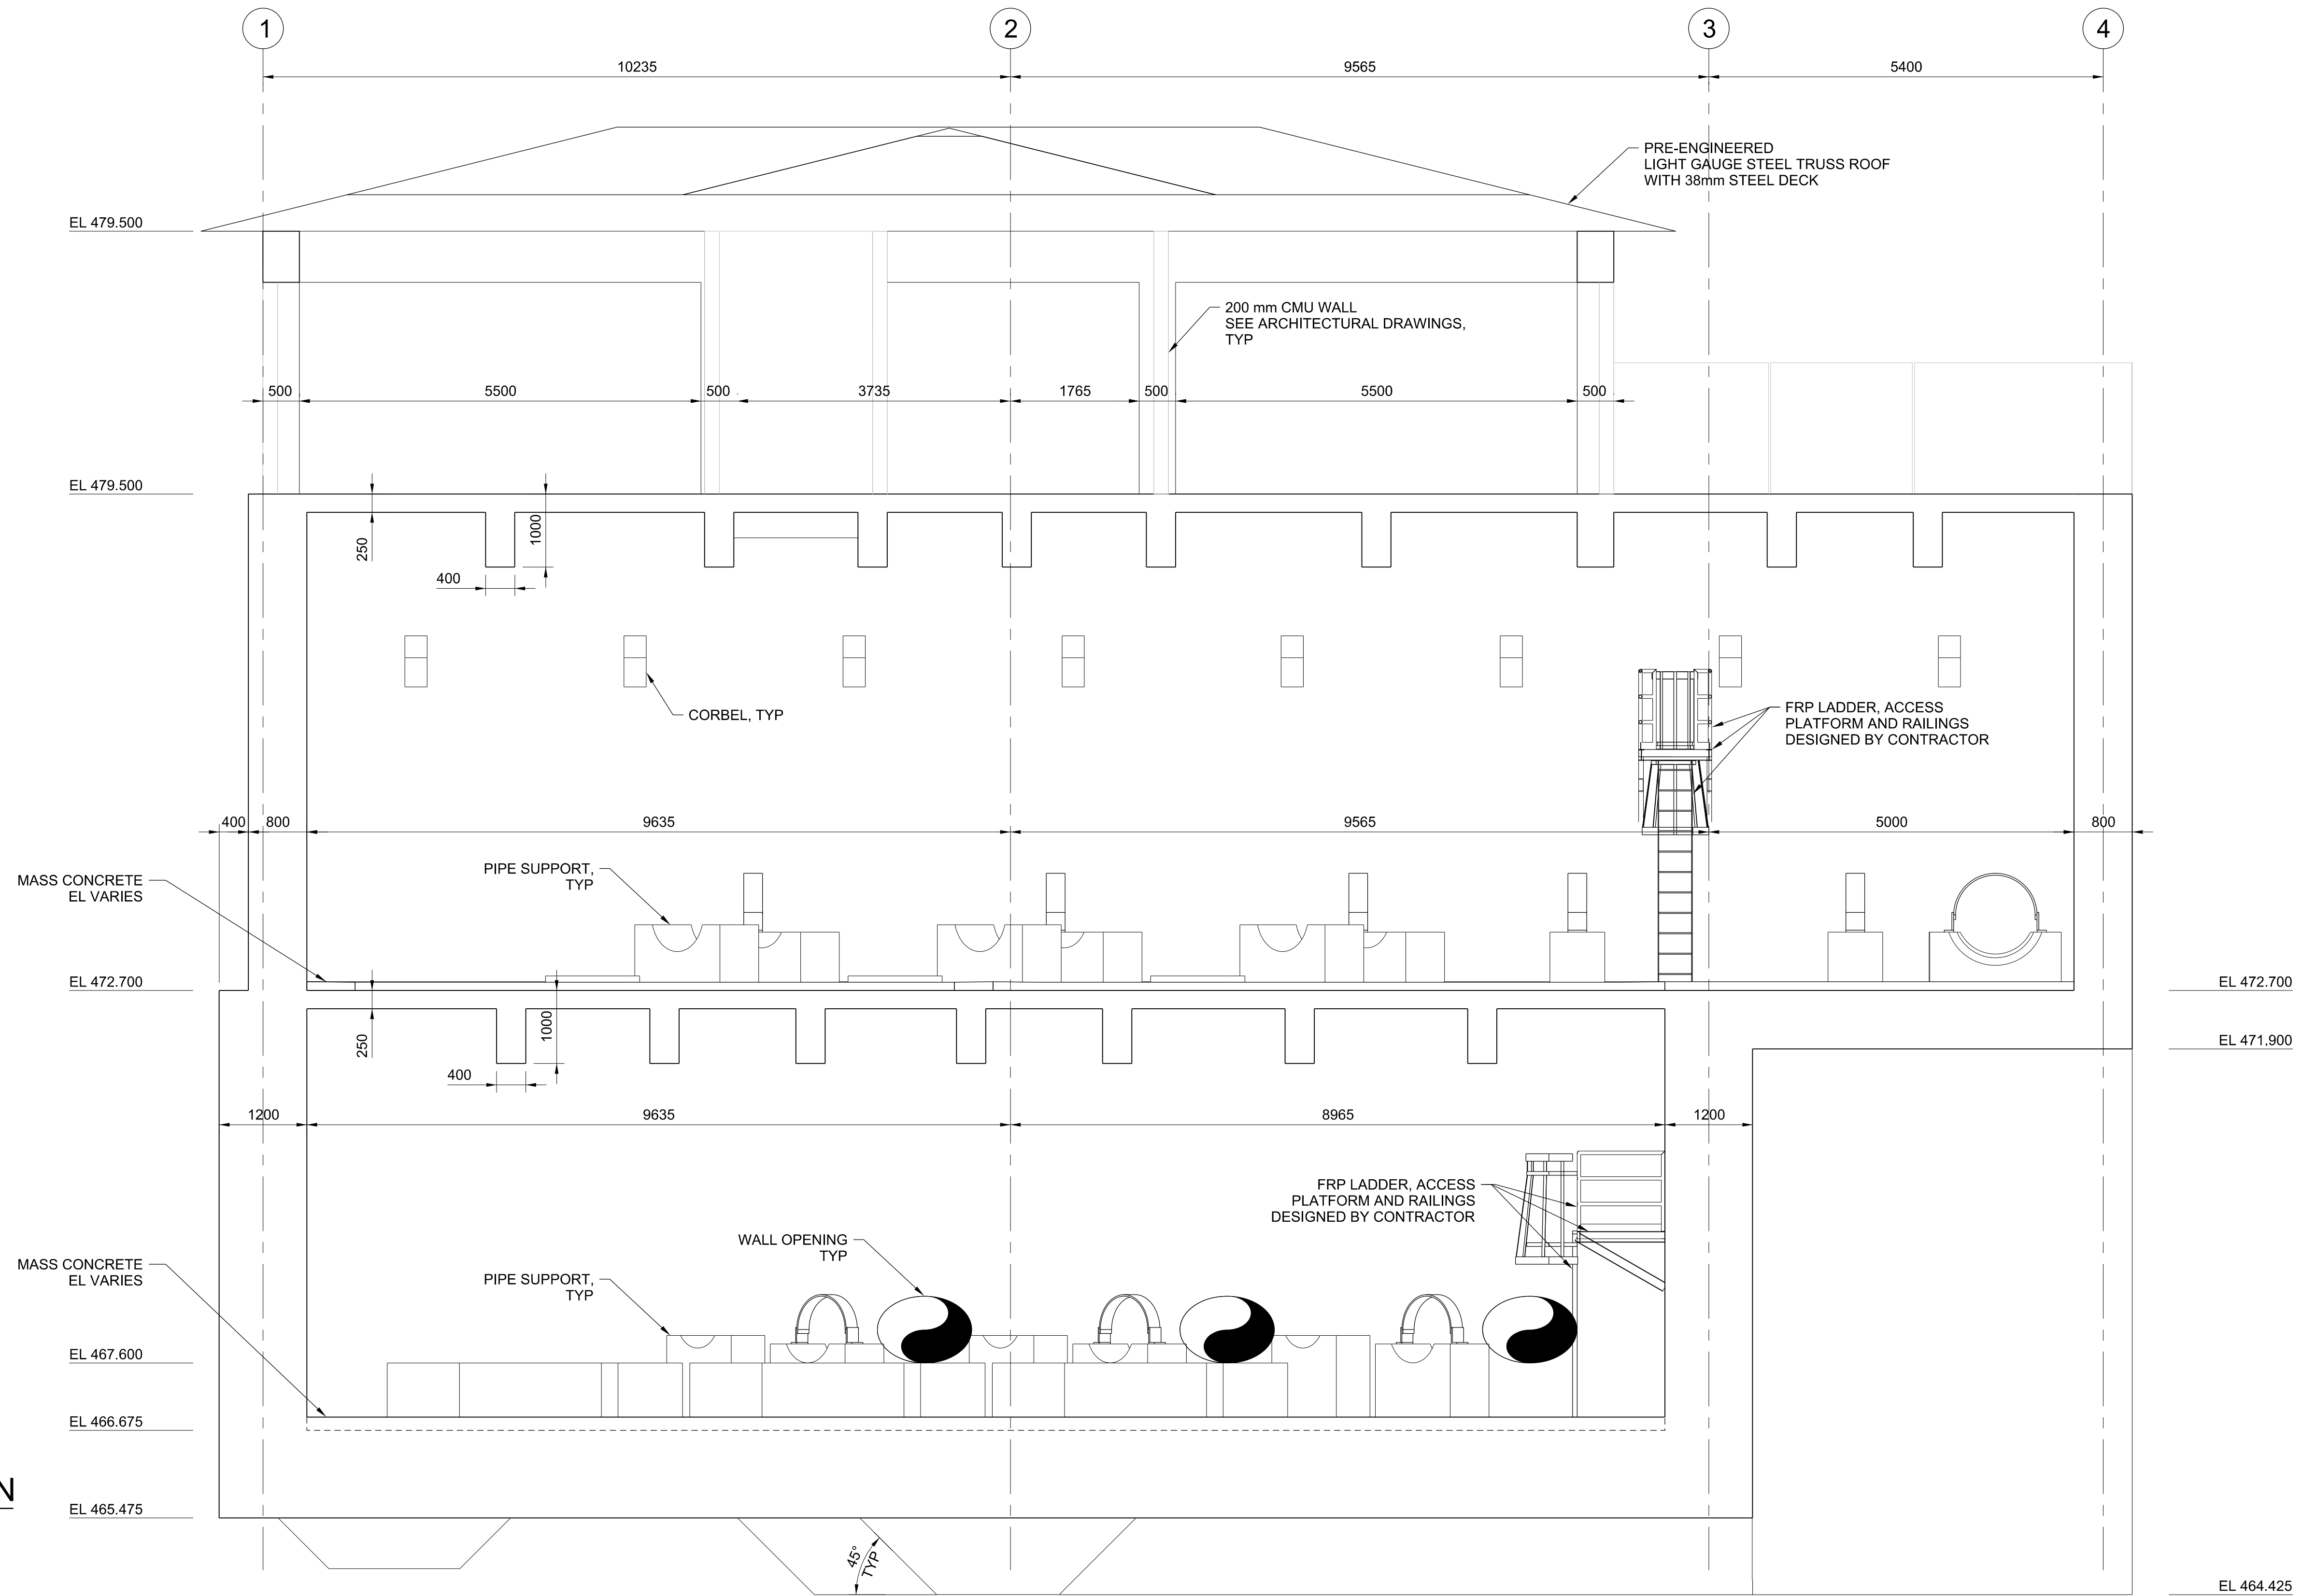 1
2
3
4
10235
9565
5400
PRE-ENGINEERED
LIGHT GAUGE STEEL TRUSS ROOF
WITH 38mm STEEL DECK
EL 479.500
200 mm CMU WALL
SEE ARCHITECTURAL DRAWINGS,
TYP
500
5500
500
3735
1765
500
5500
500
EL 479.500
250
1000
400
CORBEL, TYP
FRP LADDER, ACCESS
PLATFORM AND RAILINGS
DESIGNED BY CONTRACTOR
400
800
9635
9565
5000
800
PIPE SUPPORT,
TYP
MASS CONCRETE
EL VARIES
EL 472.700
EL 472.700
250
1000
400
EL 471.900
1200
9635
8965
1200
FRP LADDER, ACCESS
PLATFORM AND RAILINGS
DESIGNED BY CONTRACTOR
WALL OPENING
TYP
MASS CONCRETE
EL VARIES
PIPE SUPPORT,
TYP
EL 467.600
EL 466.675
N
EL 465.475
45°
TYP
EL 464.425